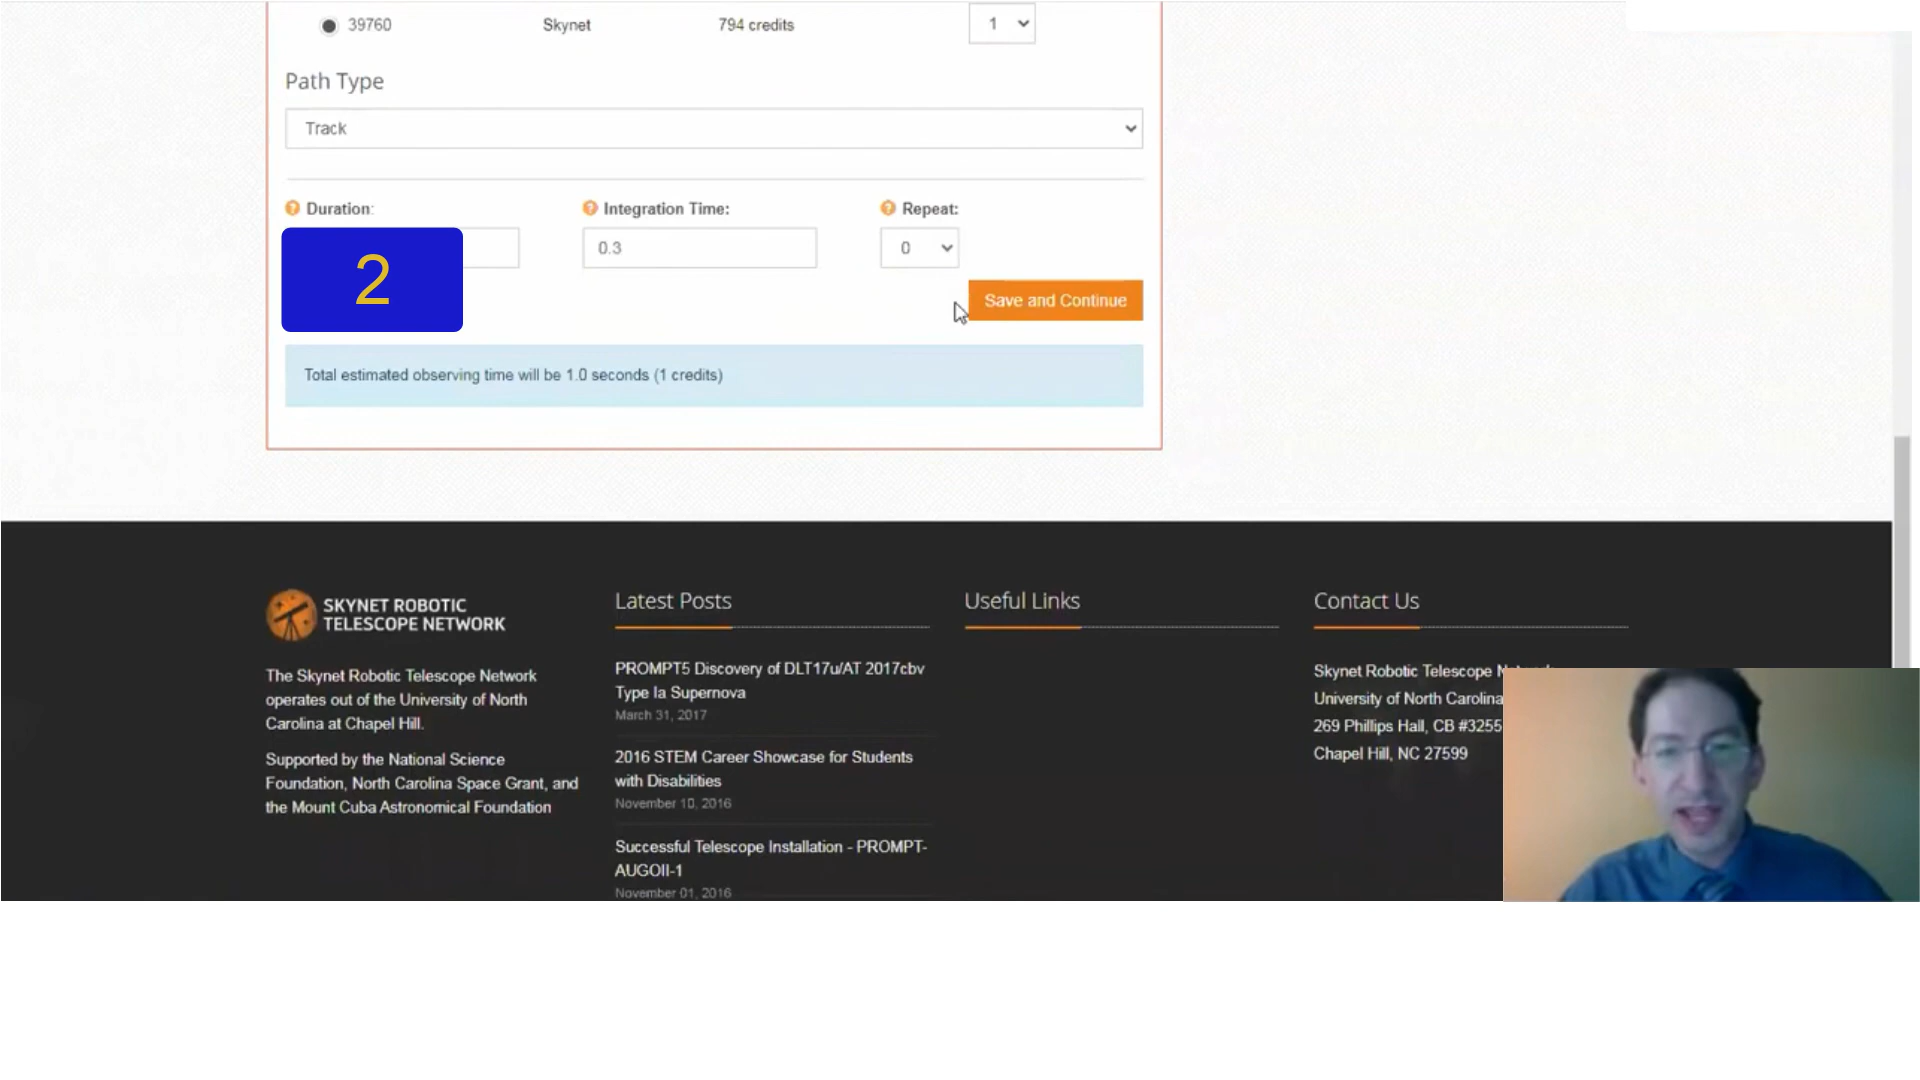 39760 Skynet 794 credits 1
Path Type
Track
Duration: Integration Time: Repeat:
2 0.3 0
Save and Continue
Total estimated observing time will be 1.0 seconds (1 credits)
SKYNET ROBOTIC
TELESCOPE NETWORK
The Skynet Robotic Telescope Network
operates out of the University of North
Carolina at Chapel Hill.
Supported by the National Science
Foundation, North Carolina Space Grant, and
the Mount Cuba Astronomical Foundation
Latest Posts
PROMPT5 Discovery of DLT17u/AT 2017cbv
Type Ia Supernova
March 31, 2017
2016 STEM Career Showcase for Students
with Disabilities
November 10, 2016
Successful Telescope Installation - PROMPT-
AUGOII-1
November 01, 2016
Useful Links
Contact Us
Skynet Robotic Telescope
University of North Carolina
269 Phillips Hall, CB #3255
Chapel Hill, NC 27599